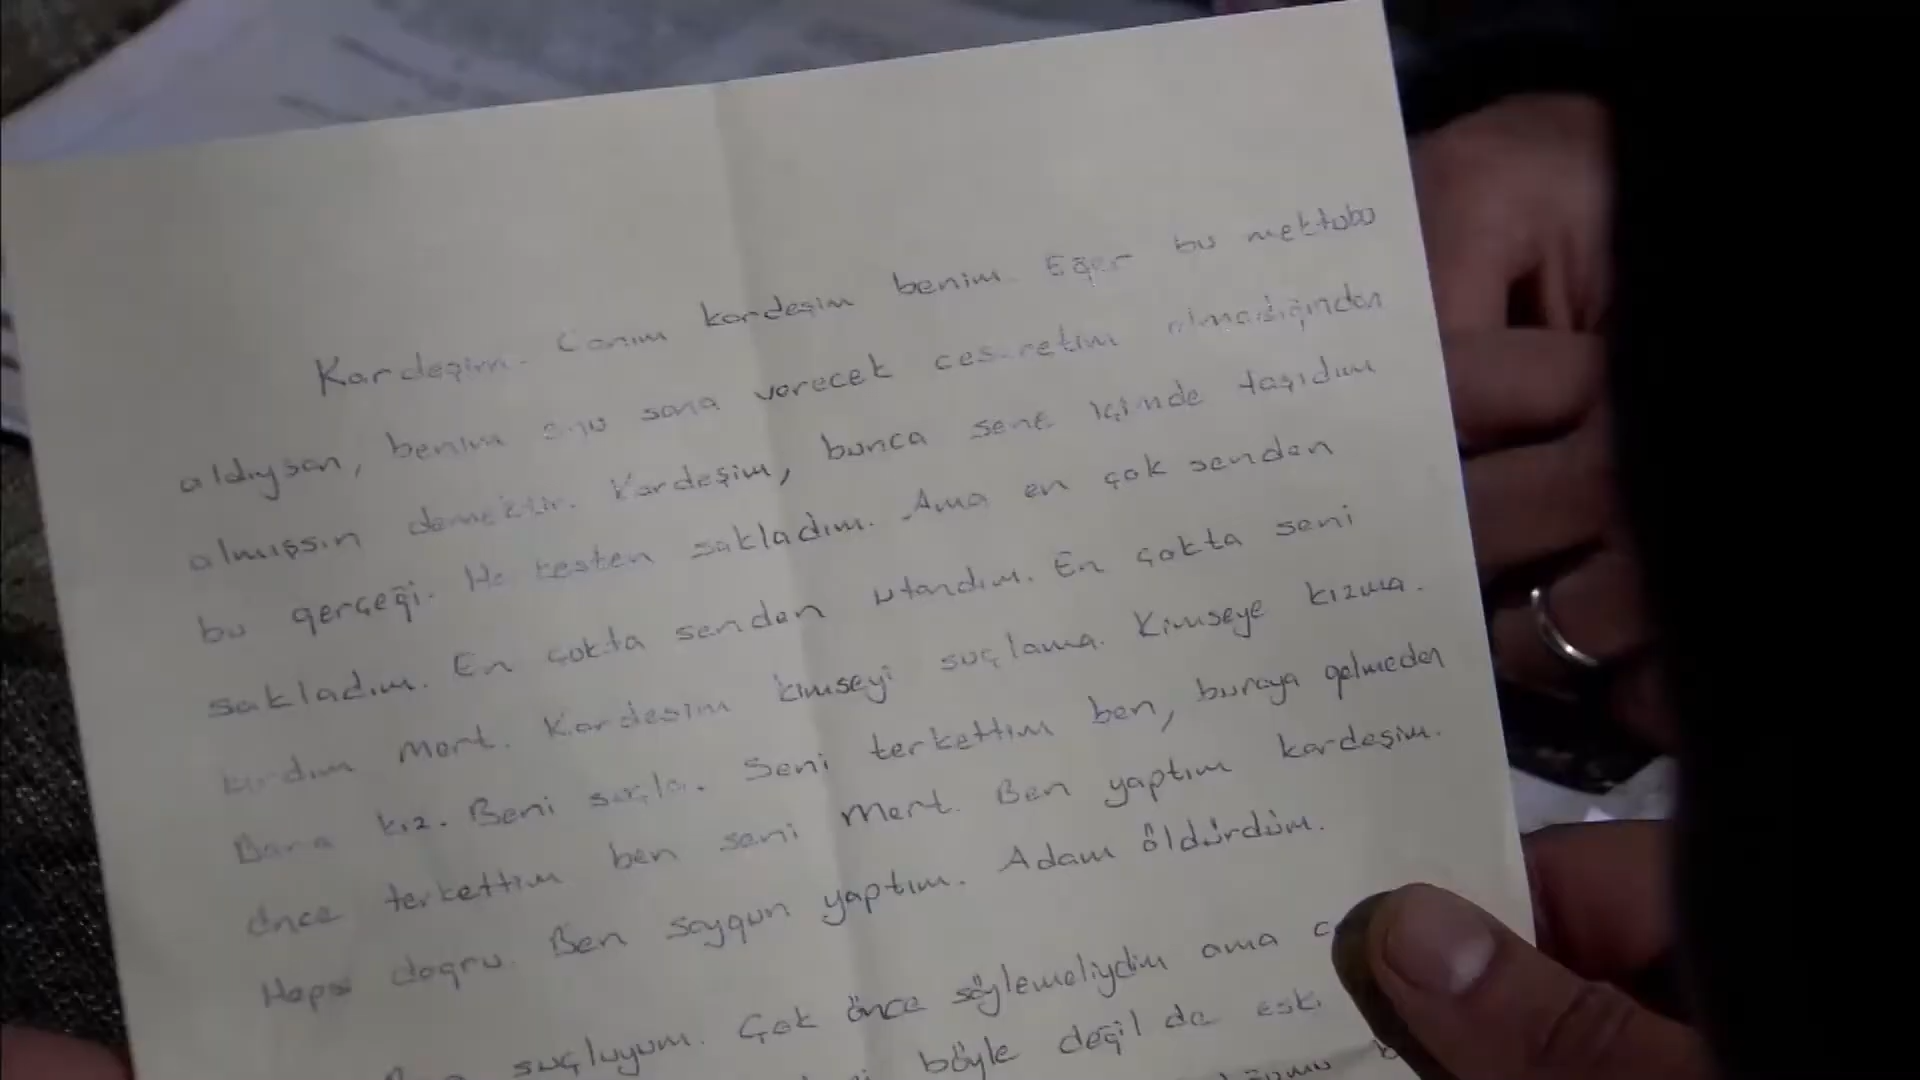 Kardeşim. Canım kardeşim benim. Eğer bu mektubu
aldıysan, benim onu sana verecek cesaretim olmadığından
almışsın demektir. Kardeşim, bunca sene içimde taşıdım
bu gerçeği. Herkesten sakladım. Ama en çok senden
sakladım. En çokta senden utandım. En çokta seni
kırdım Mert. Kardeşim kimseyi suçlama. Kimseye kızma.
Bana kız. Beni suçla. Seni terkettim ben, buraya gelmeden
önce terkettim ben seni Mert. Ben yaptım kardeşim.
Hepsi doğru. Ben soygun yaptım. Adam öldürdüm.
suçluyum. Çok önce söylemeliydim ama
böyle değil de eski